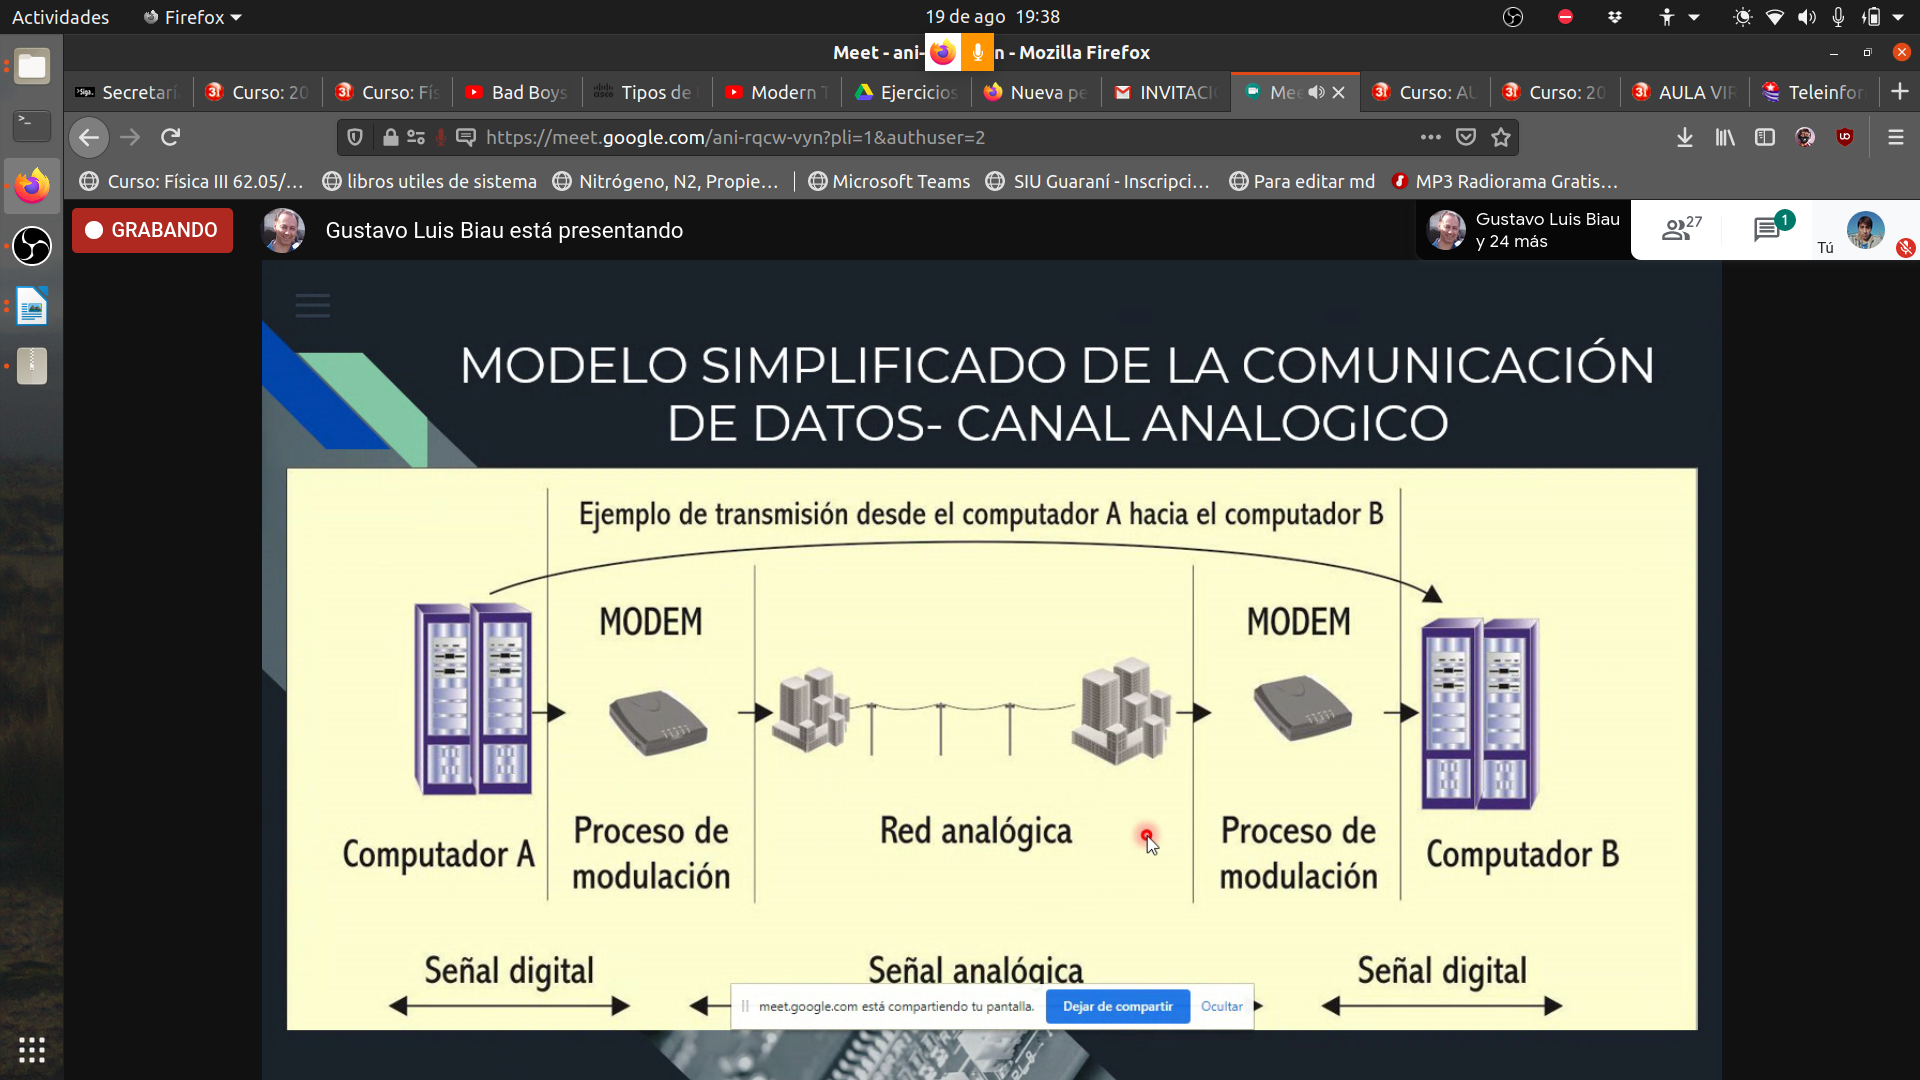 Actividades
Firefox
19 de ago 19:38
Meet - ani-
n - Mozilla Firefox
Secretarí
Curso: 20
Curso: Fís
Bad Boys
Tipos de
Modern T
Ejercicios
Nueva pe
INVITACI
Mee
Curso: AU
Curso: 20
AULA VIR
Teleinfor
https://meet.google.com/ani-rqcw-vyn?pli=1&authuser=2
Curso: Física III 62.05/...
libros utiles de sistema
Nitrógeno, N2, Propie...
Microsoft Teams
SIU Guaraní - Inscripci...
Para editar md
MP3 Radiorama Gratis...
GRABANDO
Gustavo Luis Biau está presentando
Gustavo Luis Biau
y 24 más
27
1
Tú
MODELO SIMPLIFICADO DE LA COMUNICACIÓN
DE DATOS- CANAL ANALOGICO
Ejemplo de transmisión desde el computador A hacia el computador B
MODEM
MODEM
Computador A
Proceso de
modulación
Red analógica
Proceso de
modulación
Computador B
Señal digital
Señal analógica
Señal digital
meet.google.com está compartiendo tu pantalla.
Dejar de compartir
Ocultar